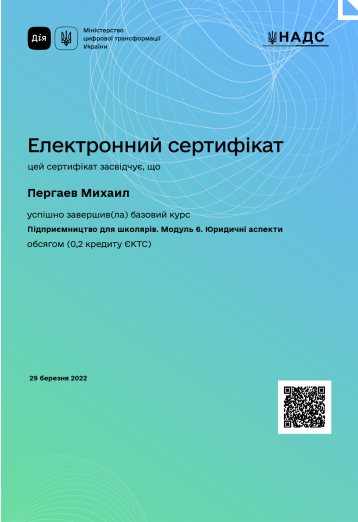 Дія
Міністерство
цифрової трансформації
України
НАДС
Електронний сертифікат
цей сертифікат засвідчує, що
Пергаев Михаил
успішно завершив(ла) базовий курс
Підприємництво для школярів. Модуль 6. Юридичні аспекти
обсягом (0,2 кредиту ЄКТС)
29 березня 2022